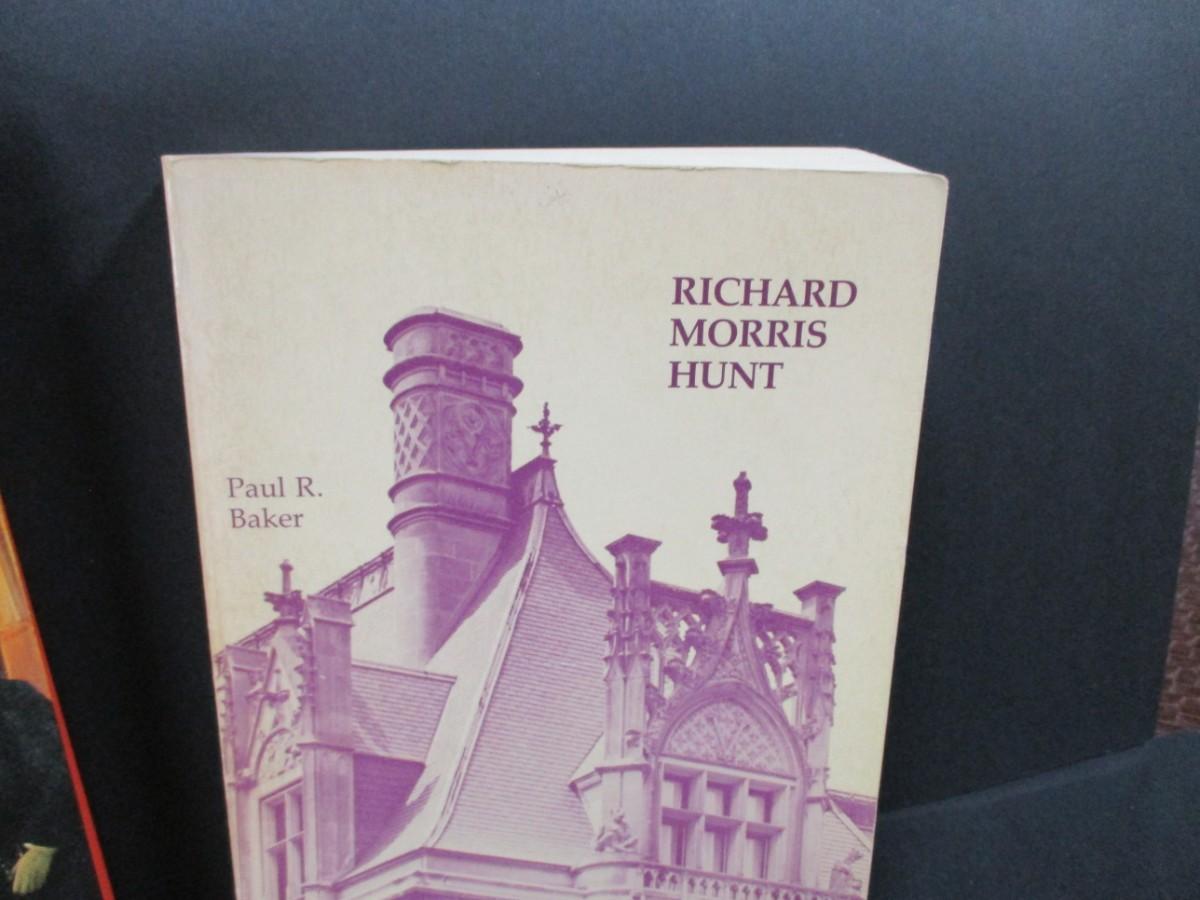 RICHARD
MORRIS
HUNT
Paul R.
Baker